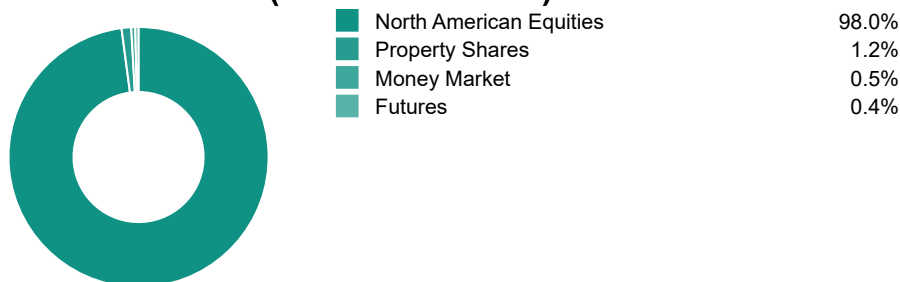 North American Equities 98.0%
Property Shares 1.2%
Money Market 0.5%
Futures 0.4%